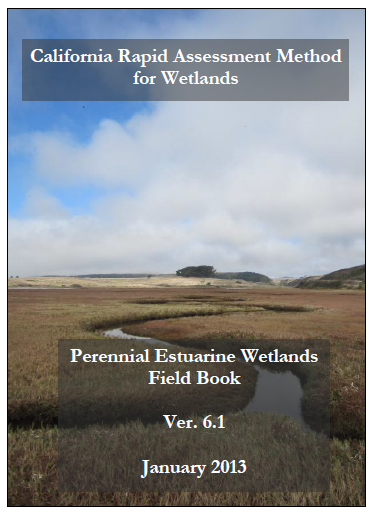 California Rapid Assessment Method
for Wetlands
Perennial Estuarine Wetlands
Field Book
Ver. 6.1
January 2013